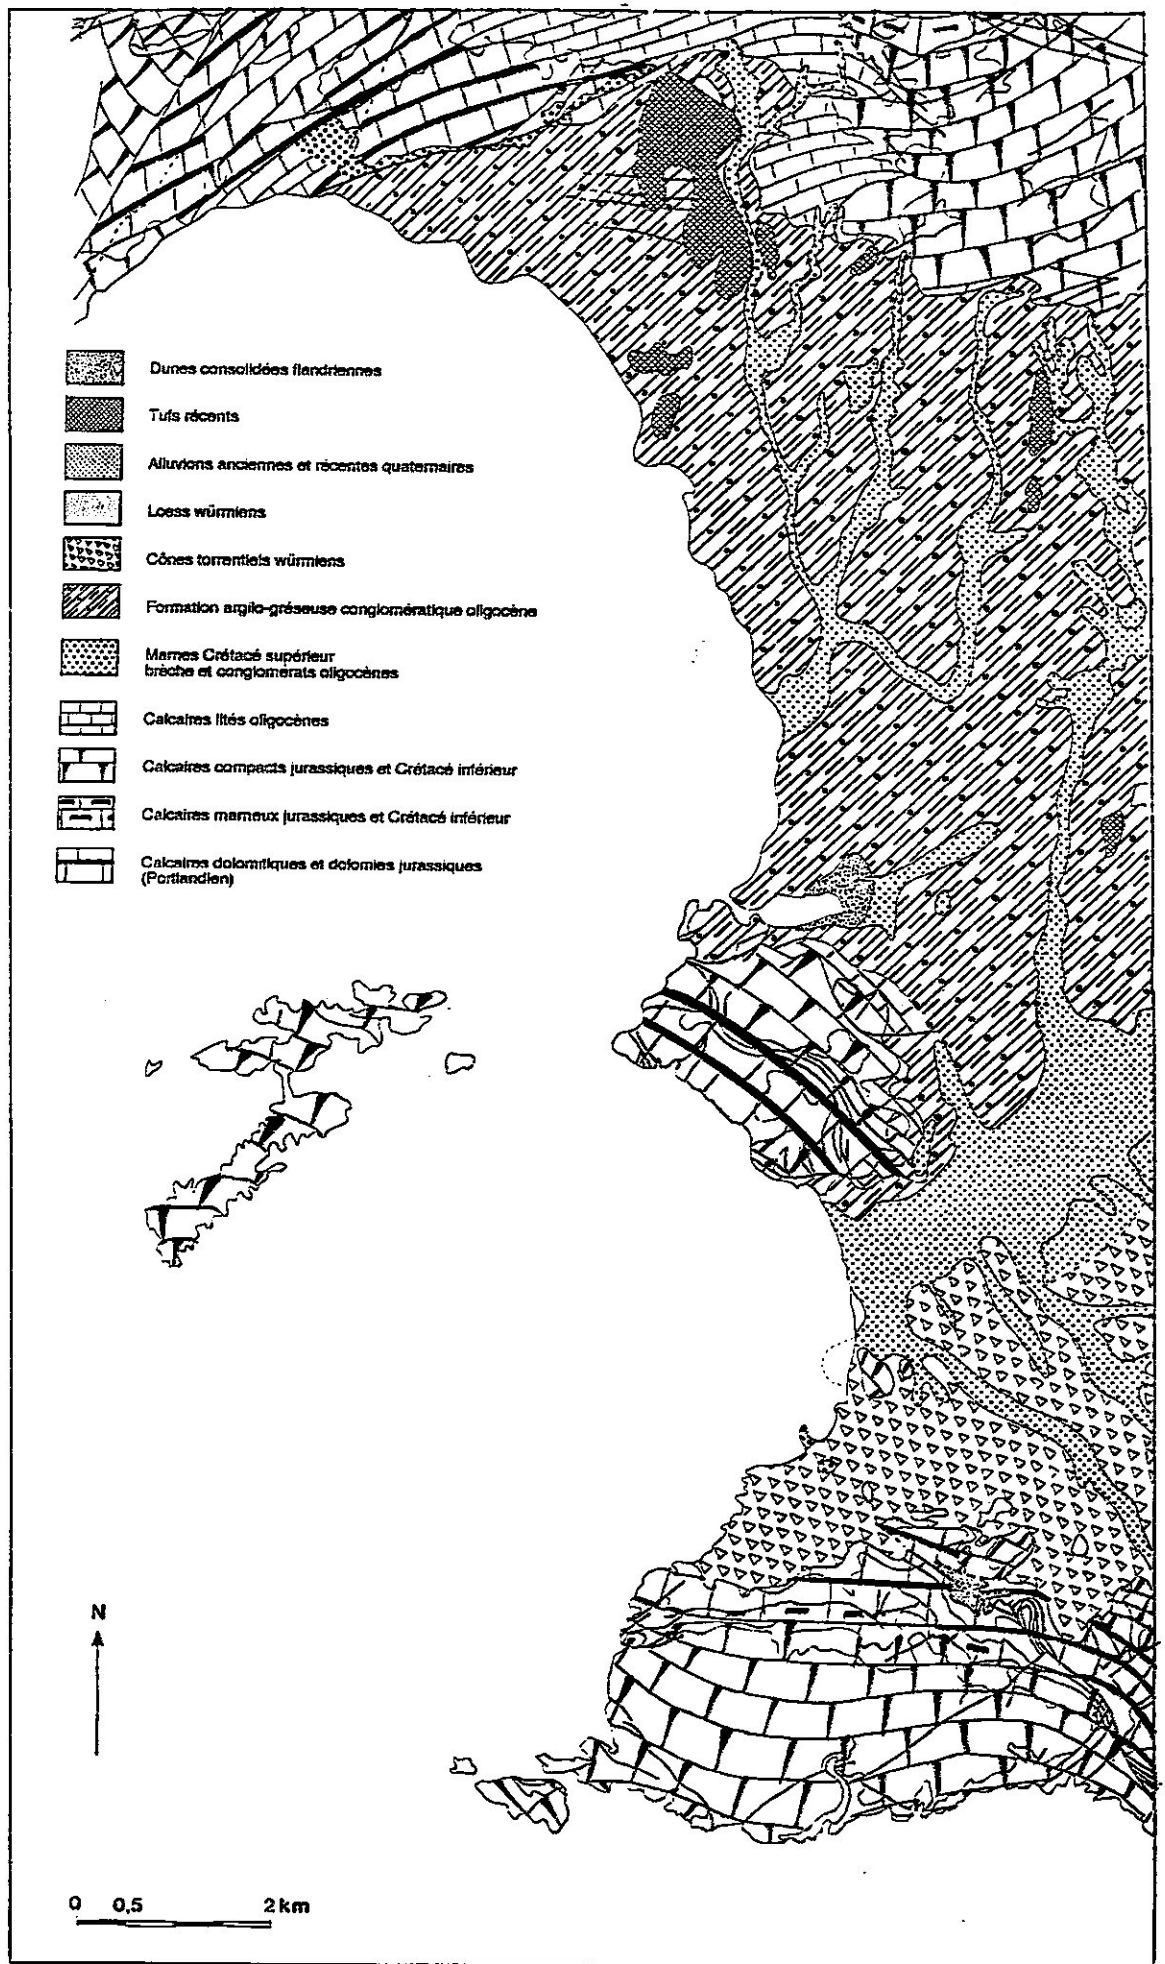 Dunes consolidées flandriennes
Tufs récents
Alluvions anciennes et récentes quaternaires
Loess würmiens
Cônes torrentiels würmiens
Formation argilo-gréseuse conglomératique oligocène
Marnes Crétacé supérieur
brèche et conglomérats oligocènes
Calcaires lités oligocènes
Calcaires compacts jurassiques et Crétacé inférieur
Calcaires marneux jurassiques et Crétacé inférieur
Calcaires dolomitiques et dolomies jurassiques
(Portlandien)
N
0 0,5 2 km